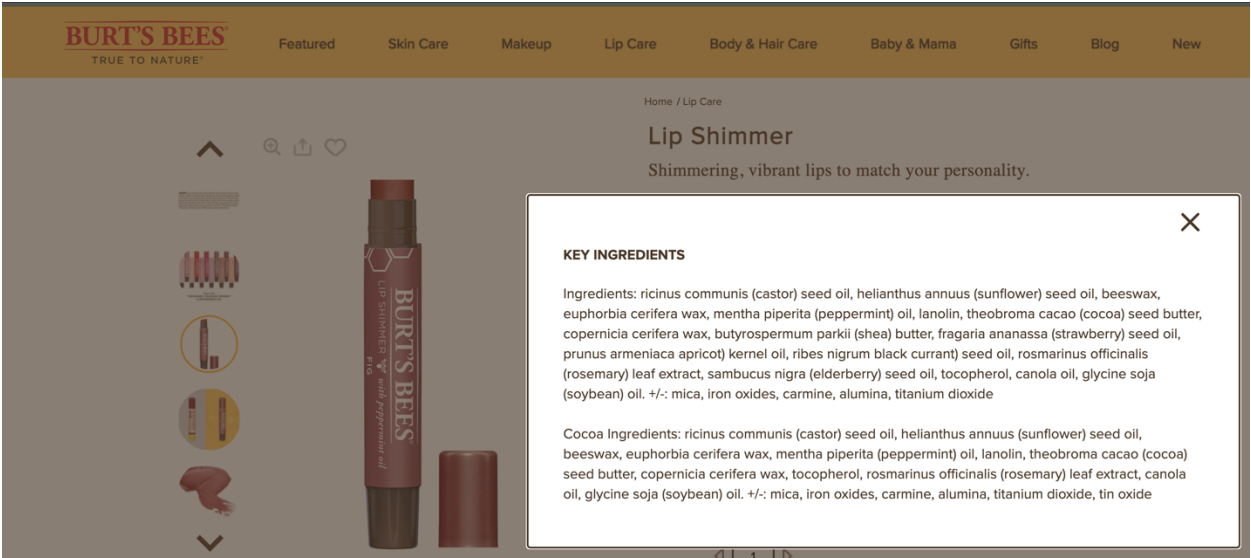 BURT'S BEES
TRUE TO NATURE
Featured
Skin Care
Makeup
Lip Care
Body & Hair Care
Baby & Mama
Gifts
Blog
New
Home / Lip Care
Lip Shimmer
Shimmering, vibrant lips to match your personality.
BURT'S BEES
LIP SHIMMER with peppermint oil
FIG
KEY INGREDIENTS
Ingredients: ricinus communis (castor) seed oil, helianthus annuus (sunflower) seed oil, beeswax,
euphorbia cerifera wax, mentha piperita (peppermint) oil, lanolin, theobroma cacao (cocoa) seed butter,
copernicia cerifera wax, butyrospermum parkii (shea) butter, fragaria ananassa (strawberry) seed oil,
prunus armeniaca apricot) kernel oil, ribes nigrum black currant) seed oil, rosmarinus officinalis
(rosemary) leaf extract, sambucus nigra (elderberry) seed oil, tocopherol, canola oil, glycine soja
(soybean) oil. +/-: mica, iron oxides, carmine, alumina, titanium dioxide
Cocoa Ingredients: ricinus communis (castor) seed oil, helianthus annuus (sunflower) seed oil,
beeswax, euphorbia cerifera wax, mentha piperita (peppermint) oil, lanolin, theobroma cacao (cocoa)
seed butter, copernicia cerifera wax, tocopherol, rosmarinus officinalis (rosemary) leaf extract, canola
oil, glycine soja (soybean) oil. +/-: mica, iron oxides, carmine, alumina, titanium dioxide, tin oxide
1